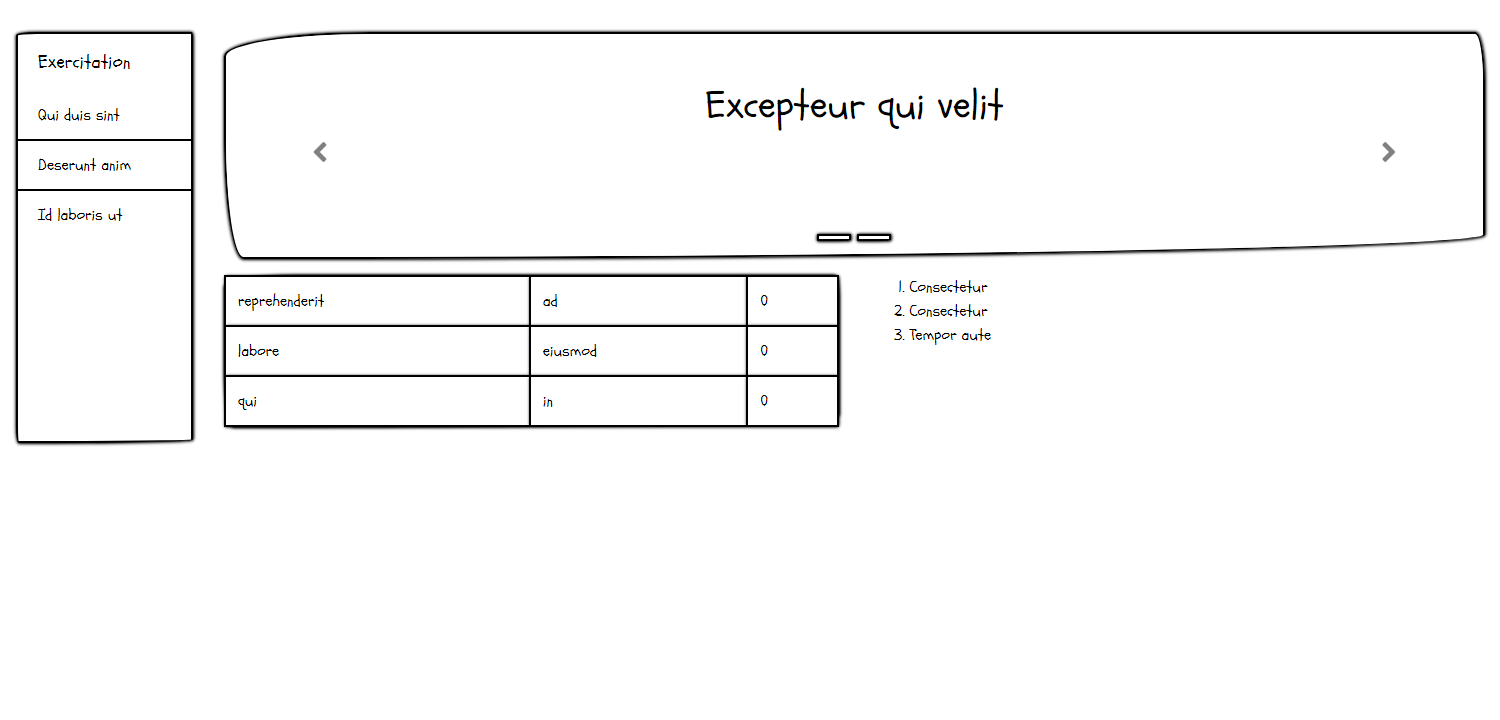 Exercitation
Qui duis sint
Deserunt anim
Id laboris ut
Excepteur qui velit
reprehenderit ad 0
labore eiusmod 0
qui in 0
1. Consectetur
2. Consectetur
3. Tempor aute